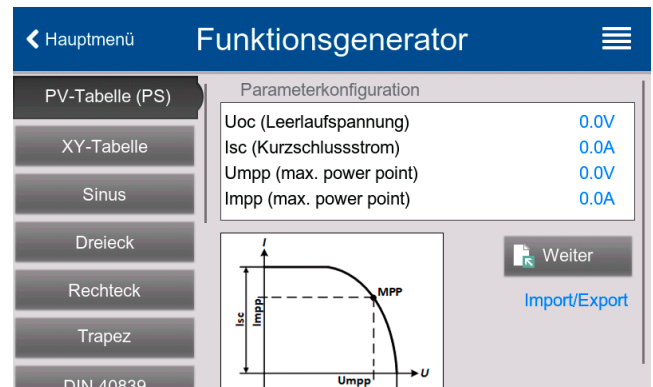 Hauptmenü
Funktionsgenerator
PV-Tabelle (PS)
XY-Tabelle
Sinus
Dreieck
Rechteck
Trapez
DIN 40839
Parameterkonfiguration
Uoc (Leerlaufspannung) 0.0V
Isc (Kurzschlussstrom) 0.0A
Umpp (max. power point) 0.0V
Impp (max. power point) 0.0A
I
MPP
Isc
Impp
Umpp
U
Weiter
Import/Export